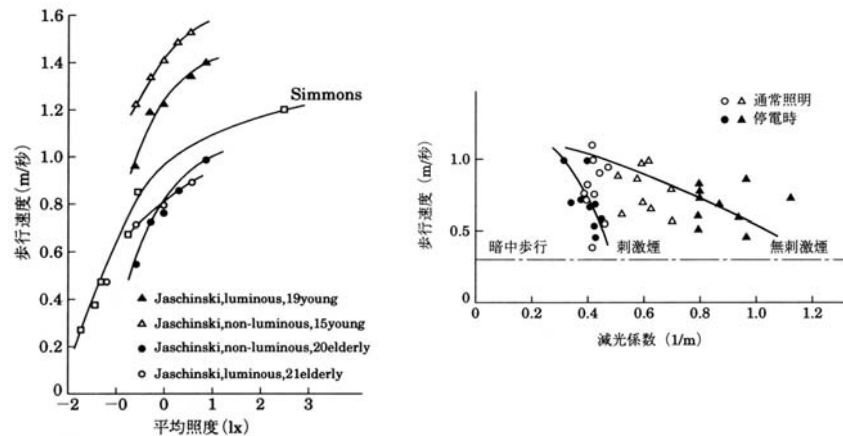 1.6
1.4
1.2
1.0
0.8
0.6
0.4
0.2
0
歩行速度(m/秒)
Simmons
▲ Jaschinski,luminous,19young
△ Jaschinski,non-luminous,15young
● Jaschinski,non-luminous,20elderly
○ Jaschinski,luminous,21elderly
−2 −0 0 1 2 3
平均照度(lx)
○ △ 通常照明
● ▲ 停電時
1.0
0.5
0
歩行速度(m/秒)
暗中歩行 刺激煙 無刺激煙
0 0.2 0.4 0.6 0.8 1.0 1.2
減光係数(1/m)